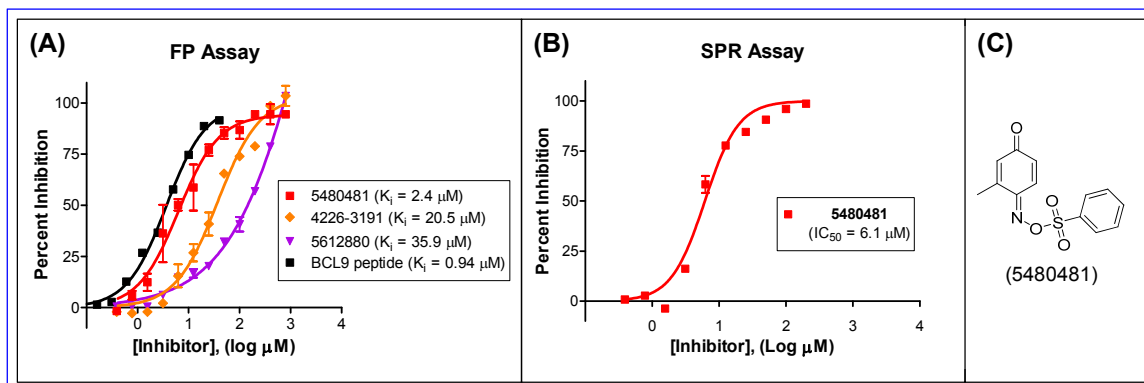 (A)
FP Assay
Percent Inhibition
100
75
50
25
0
0
1
2
3
4
[Inhibitor], (log μM)
5480481 (Ki = 2.4 μM)
4226-3191 (Ki = 20.5 μM)
5612880 (Ki = 35.9 μM)
BCL9 peptide (Ki = 0.94 μM)
(B)
SPR Assay
Percent Inhibition
100
75
50
25
0
0
1
2
3
4
[Inhibitor], (Log μM)
5480481
(IC50 = 6.1 μM)
(C)
O
N
O
S
O
O
(5480481)